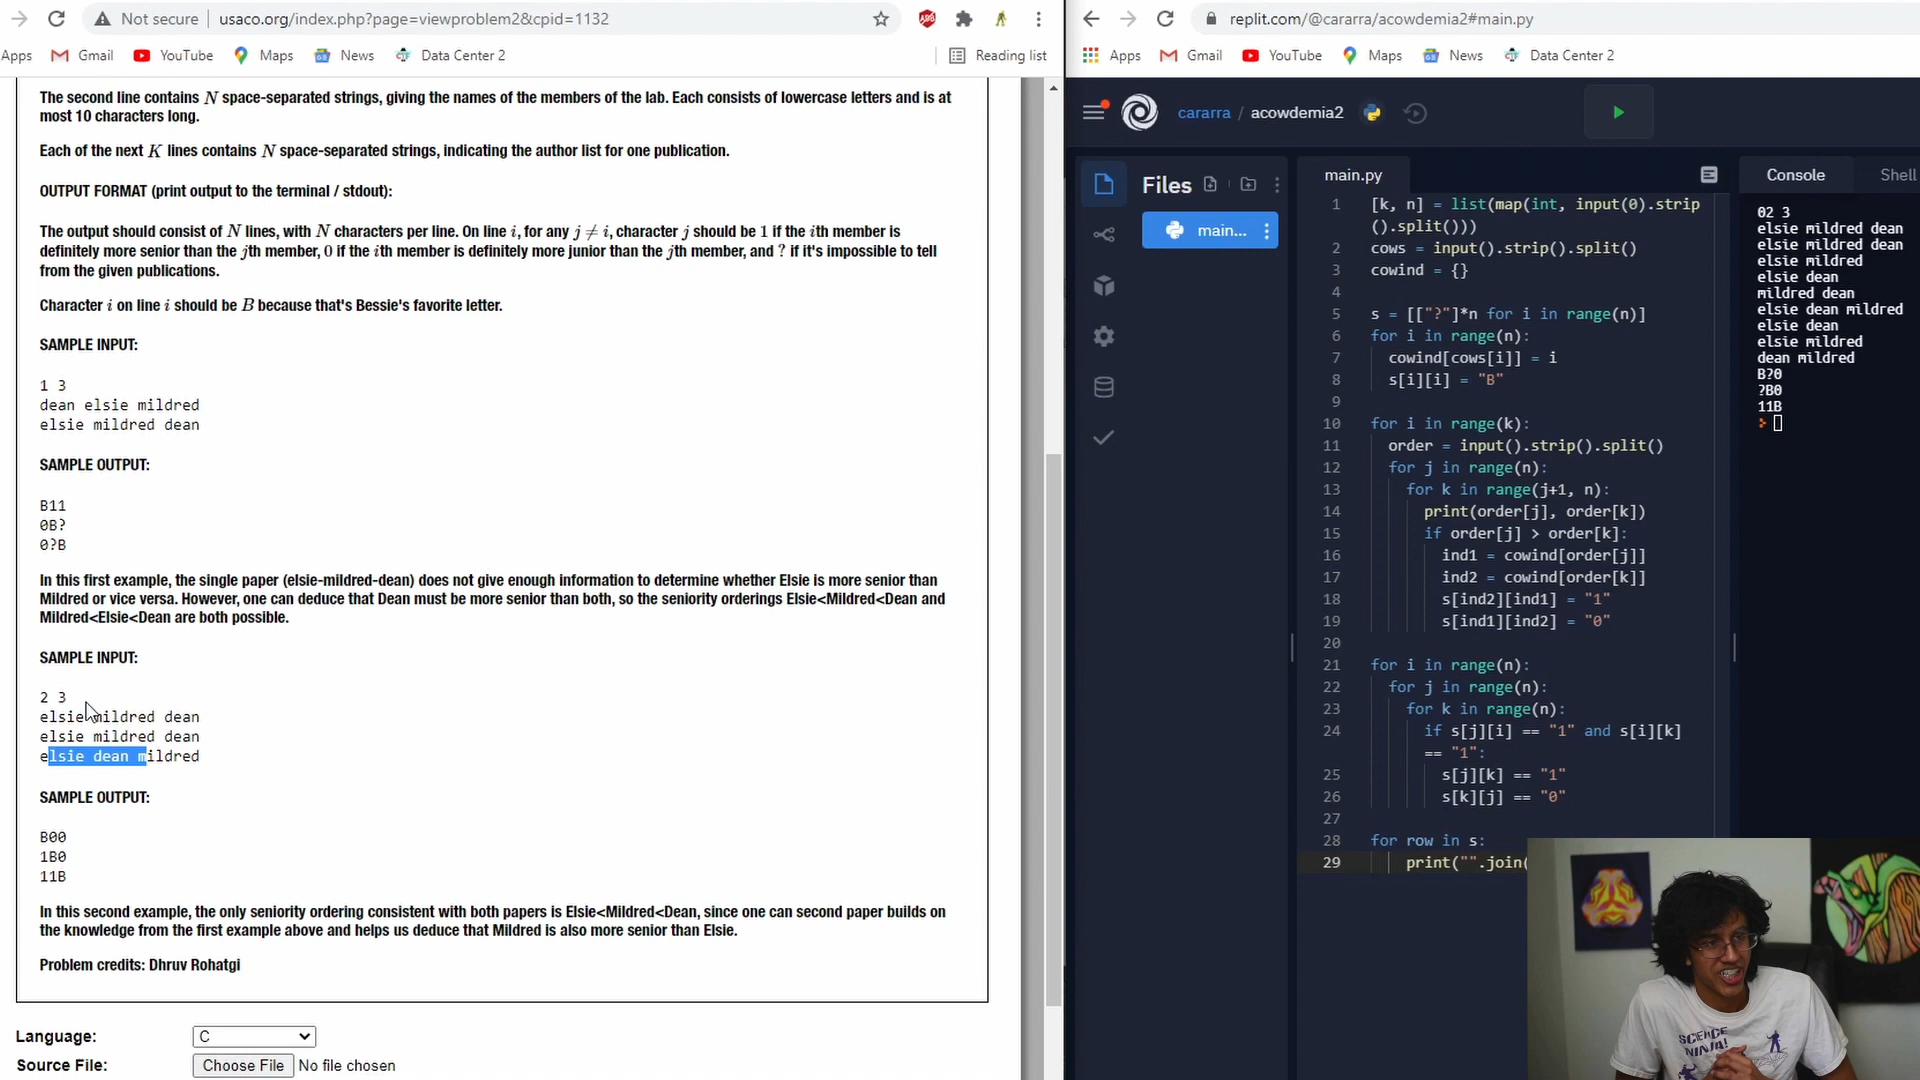 Not secure
usaco.org/index.php?page=viewproblem2&cpid=1132
Apps
Gmail
YouTube
Maps
News
Data Center 2
Reading list
The second line contains N space-separated strings, giving the names of the members of the lab. Each consists of lowercase letters and is at
most 10 characters long.
Each of the next K lines contains N space-separated strings, indicating the author list for one publication.
OUTPUT FORMAT (print output to the terminal / stdout):
The output should consist of N lines, with N characters per line. On line i, for any j ≠ i, character j should be 1 if the ith member is
definitely more senior than the jth member, 0 if the ith member is definitely more junior than the jth member, and ? if it's impossible to tell
from the given publications.
Character i on line i should be B because that's Bessie's favorite letter.
SAMPLE INPUT:
1 3
dean elsie mildred
elsie mildred dean
SAMPLE OUTPUT:
B11
0B?
0?B
In this first example, the single paper (elsie-mildred-dean) does not give enough information to determine whether Elsie is more senior than
Mildred or vice versa. However, one can deduce that Dean must be more senior than both, so the seniority orderings Elsie<Mildred<Dean and
Mildred<Elsie<Dean are both possible.
SAMPLE INPUT:
2 3
elsie mildred dean
elsie mildred dean
elsie dean mildred
SAMPLE OUTPUT:
B00
1B0
11B
In this second example, the only seniority ordering consistent with both papers is Elsie<Mildred<Dean, since one can second paper builds on
the knowledge from the first example above and helps us deduce that Mildred is also more senior than Elsie.
Problem credits: Dhruv Rohatgi
Language:
C
Source File:
Choose File No file chosen
replit.com/@cararra/acowdemia2#main.py
Apps
Gmail
YouTube
Maps
News
Data Center 2
cararra / acowdemia2
Files
main...
main.py
1 [k, n] = list(map(int, input(0).strip
().split()))
2 cows = input().strip().split()
3 cowind = {}
4
5 s = [["?"]*n for i in range(n)]
6 for i in range(n):
7 cowind[cows[i]] = i
8 s[i][i] = "B"
9
10 for i in range(k):
11 order = input().strip().split()
12 for j in range(n):
13 for k in range(j+1, n):
14 print(order[j], order[k])
15 if order[j] > order[k]:
16 ind1 = cowind[order[j]]
17 ind2 = cowind[order[k]]
18 s[ind2][ind1] = "1"
19 s[ind1][ind2] = "0"
20
21 for i in range(n):
22 for j in range(n):
23 for k in range(n):
24 if s[j][i] == "1" and s[i][k]
== "1":
25 s[j][k] == "1"
26 s[k][j] == "0"
27
28 for row in s:
29 print("".join(
Console
Shell
02 3
elsie mildred dean
elsie mildred dean
elsie mildred
elsie dean
mildred dean
elsie dean mildred
elsie dean
elsie mildred
dean mildred
B?0
?B0
11B
SCIENCE
NINJA!